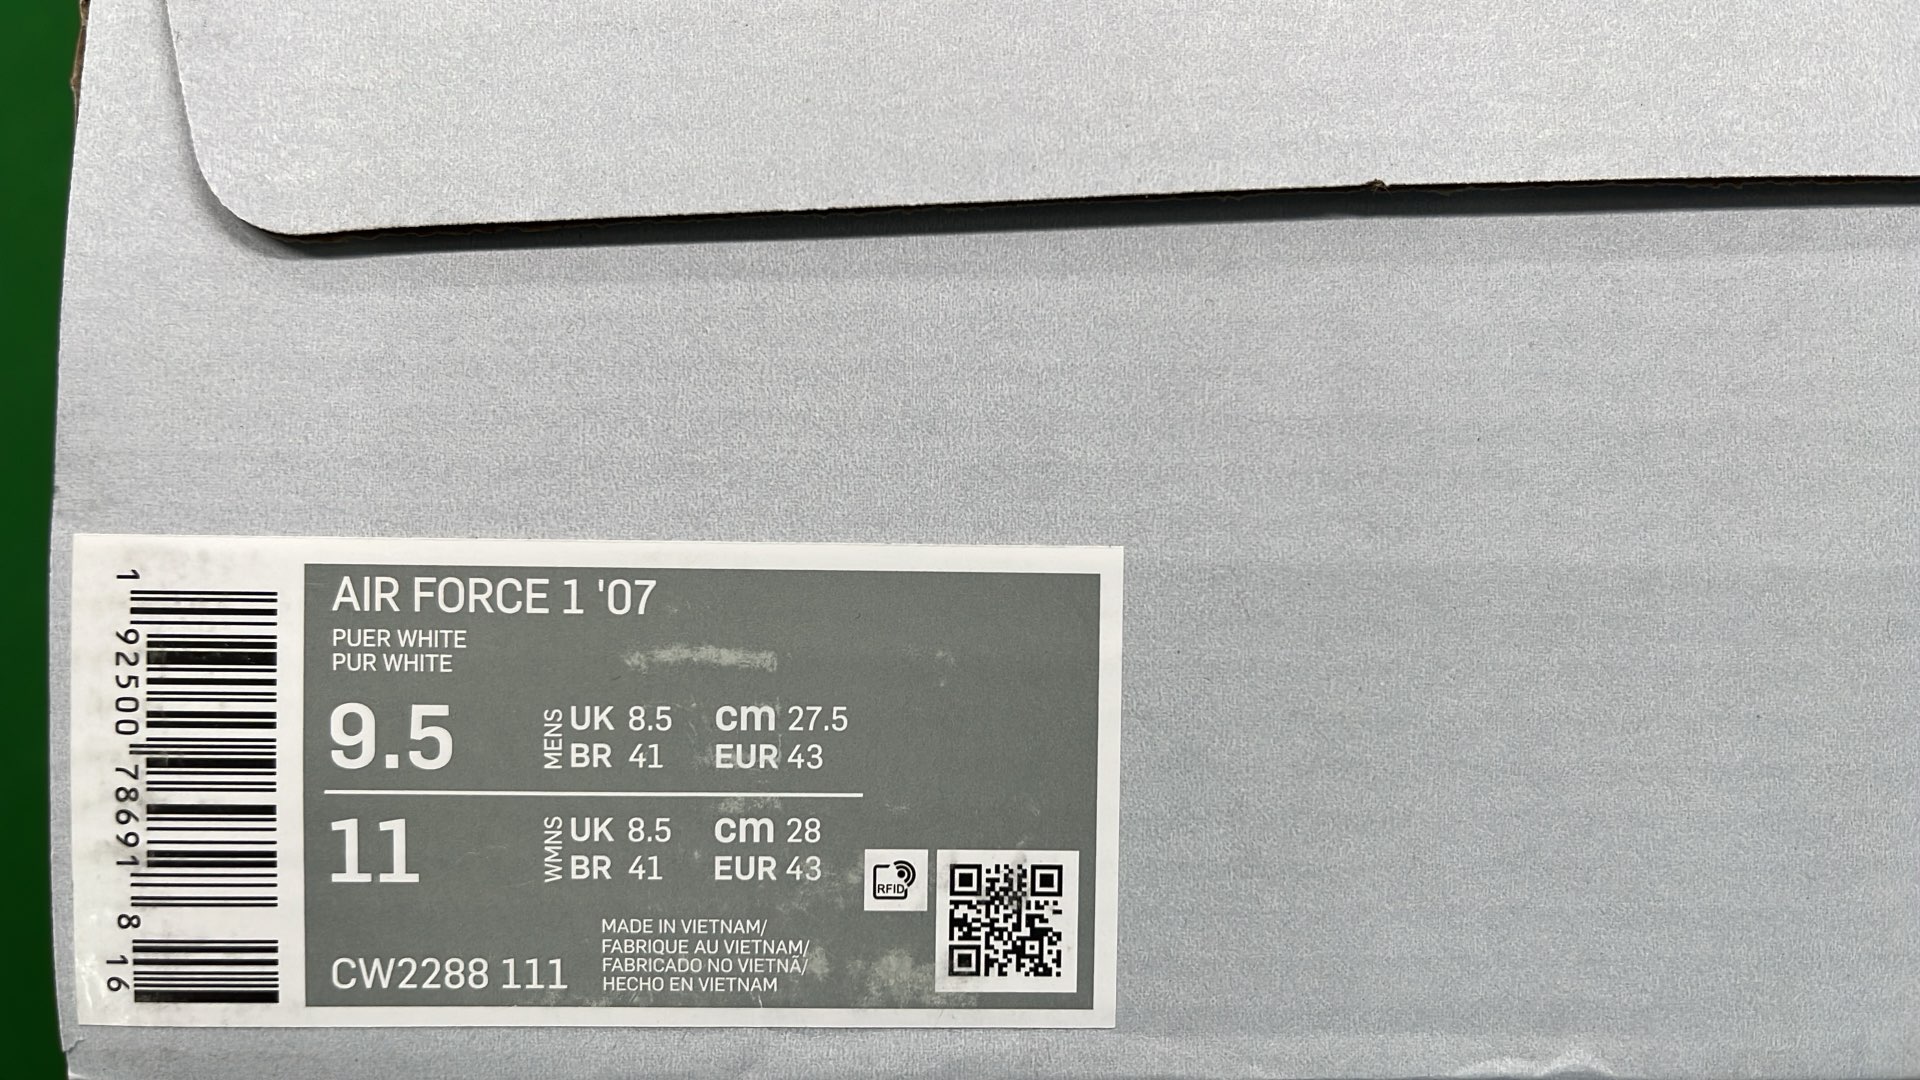 AIR FORCE 1 '07
PUER WHITE
PUR WHITE
9.5 MENS UK 8.5 cm 27.5
BR 41 EUR 43
11 WMNS UK 8.5 cm 28
BR 41 EUR 43
RFID
MADE IN VIETNAM/
FABRIQUE AU VIETNAM/
FABRICADO NO VIETNÃ/
HECHO EN VIETNAM
CW2288 111
1 92500 78691 8 16